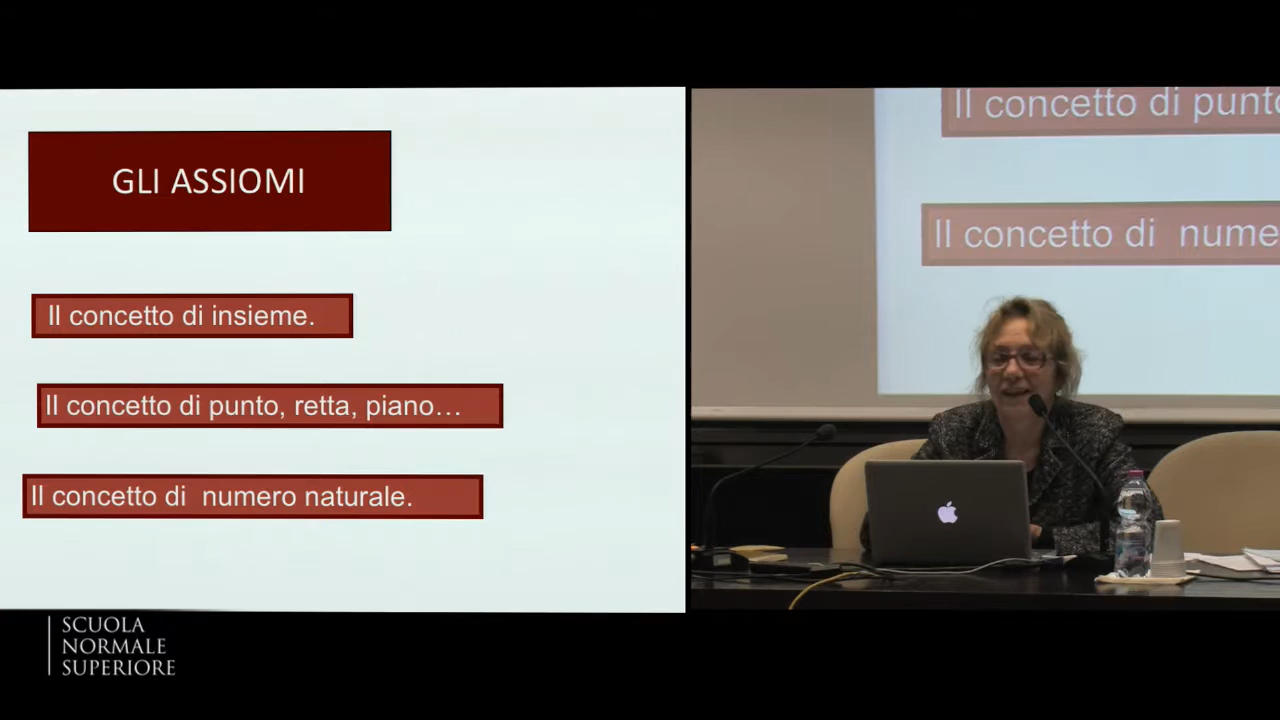 GLI ASSIOMI
Il concetto di insieme.
Il concetto di punto, retta, piano…
Il concetto di numero naturale.
Il concetto di punto
Il concetto di nume
SCUOLA
NORMALE
SUPERIORE